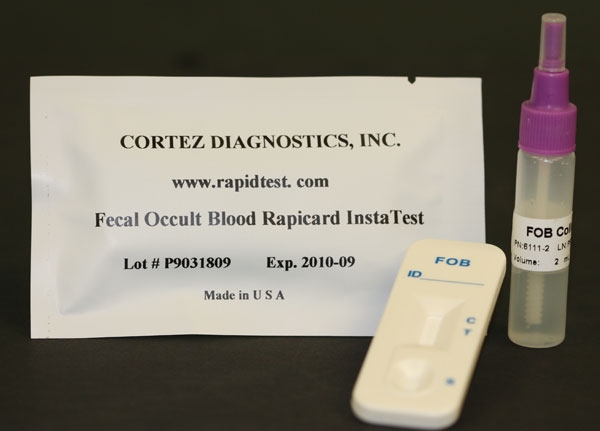 CORTEZ DIAGNOSTICS, INC.
www.rapidtest. com
Fecal Occult Blood Rapicard InstaTest
Lot # P9031809 Exp. 2010-09
Made in U S A
FOB
ID
C
T
S
FOB Col
PN:6111-2 LN P
Volume: 2 m